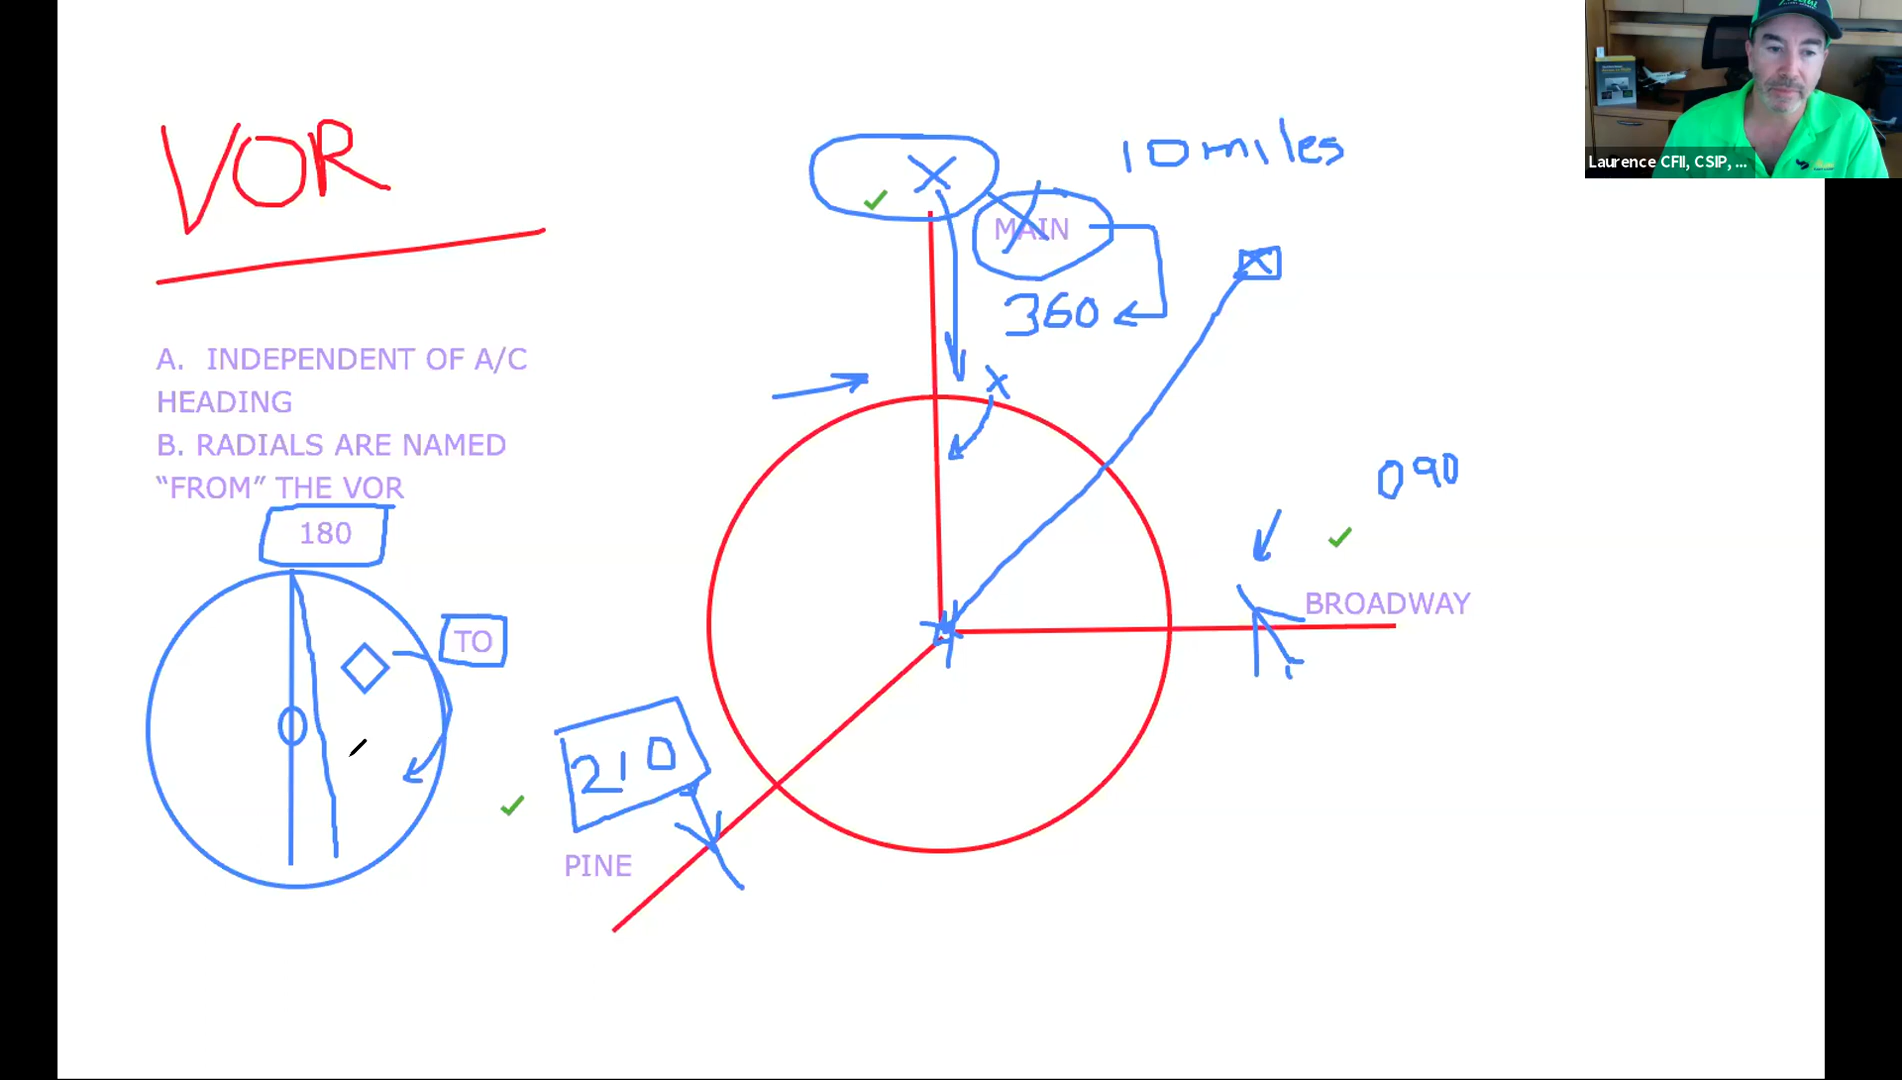 VOR
A. INDEPENDENT OF A/C
HEADING
B. RADIALS ARE NAMED
“FROM” THE VOR
180
TO
10 miles
MAIN
360
090
BROADWAY
210
PINE
Laurence CFII, CSIP, ...